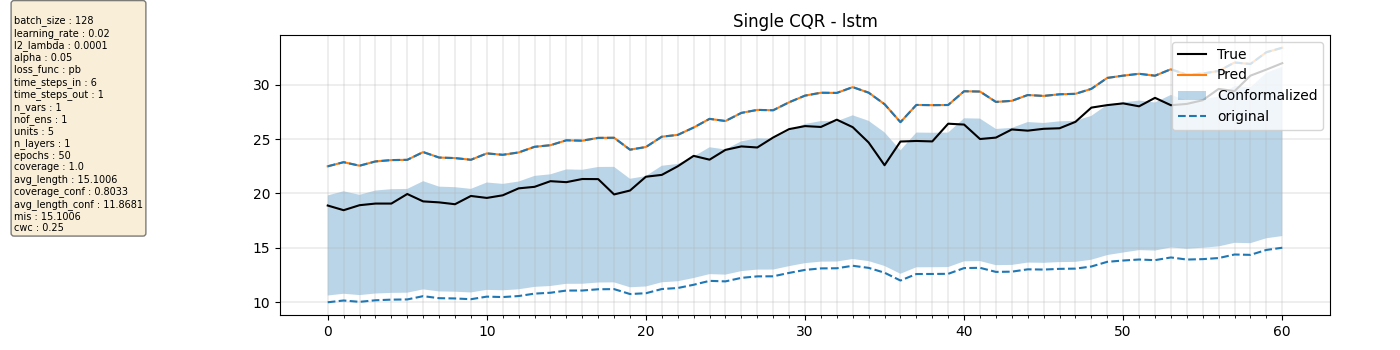 batch_size : 128
learning_rate : 0.02
l2_lambda : 0.0001
alpha : 0.05
loss_func : pb
time_steps_in : 6
time_steps_out : 1
n_vars : 1
nof_ens : 1
units : 5
n_layers : 1
epochs : 50
coverage : 1.0
avg_length : 15.1006
coverage_conf : 0.8033
avg_length_conf : 11.8681
mis : 15.1006
cwc : 0.25
Single CQR - lstm
True
Pred
Conformalized
original
30
25
20
15
10
0 10 20 30 40 50 60